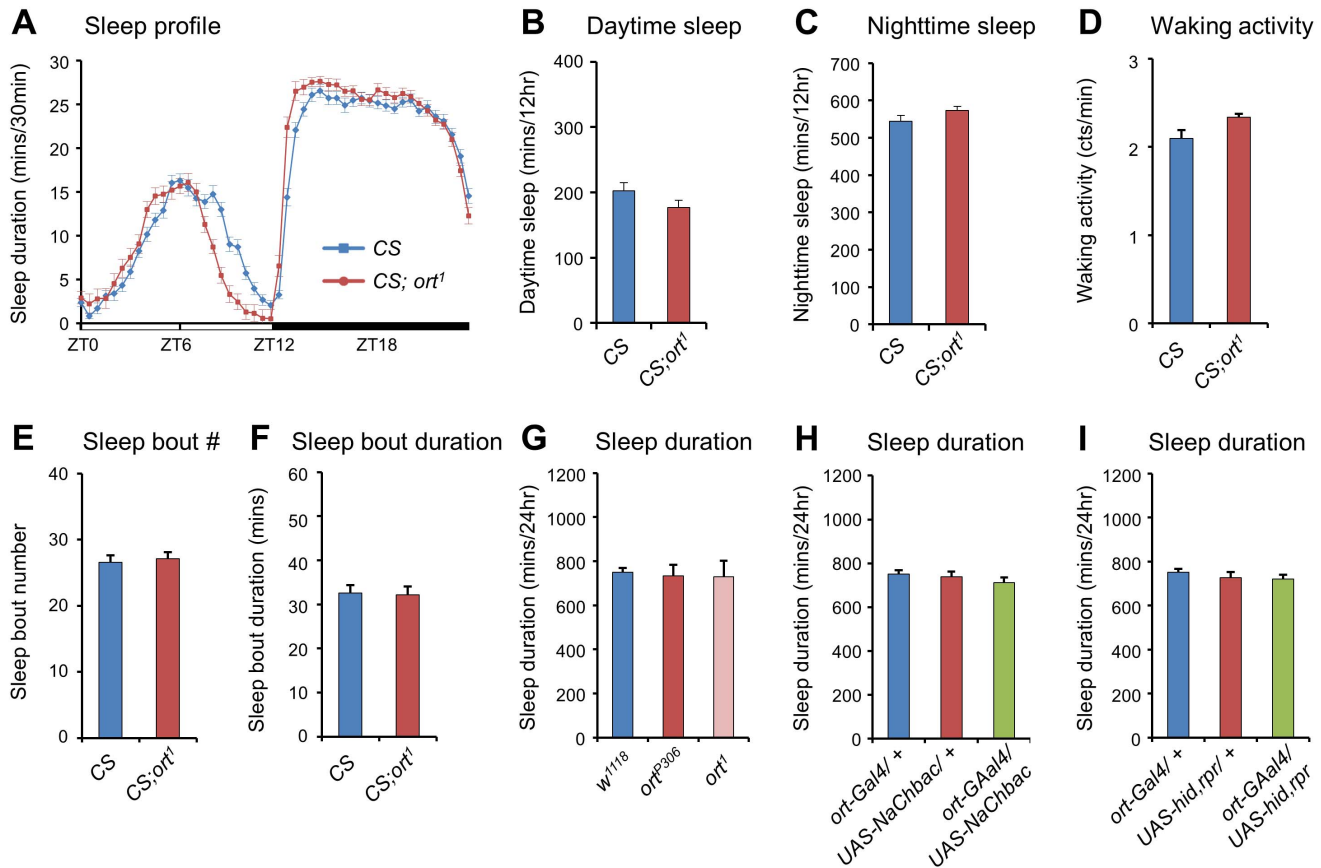 A Sleep profile
Sleep duration (mins/30min)
30
25
20
15
10
5
0
ZT0 ZT6 ZT12 ZT18
CS
CS; ort¹
B Daytime sleep
Daytime sleep (mins/12hr)
400
300
200
100
0
CS CS;ort¹
C Nighttime sleep
Nighttime sleep (mins/12hr)
700
600
500
400
300
200
100
0
CS CS;ort¹
D Waking activity
Waking activity (cts/min)
3
2
1
0
CS CS;ort¹
E Sleep bout #
Sleep bout number
40
30
20
10
0
CS CS;ort¹
F Sleep bout duration
Sleep bout duration (mins)
60
50
40
30
20
10
0
CS CS;ort¹
G Sleep duration
Sleep duration (mins/24hr)
1200
1000
800
600
400
200
0
w¹¹¹⁸ ortᴾ³⁰⁶ ort¹
H Sleep duration
Sleep duration (mins/24hr)
1200
1000
800
600
400
200
0
ort-Gal4/ +
UAS-NaChbac/ +
ort-GAal4/
UAS-NaChbac
I Sleep duration
Sleep duration (mins/24hr)
1200
1000
800
600
400
200
0
ort-Gal4/ +
UAS-hid,rpr/ +
ort-GAal4/
UAS-hid,rpr